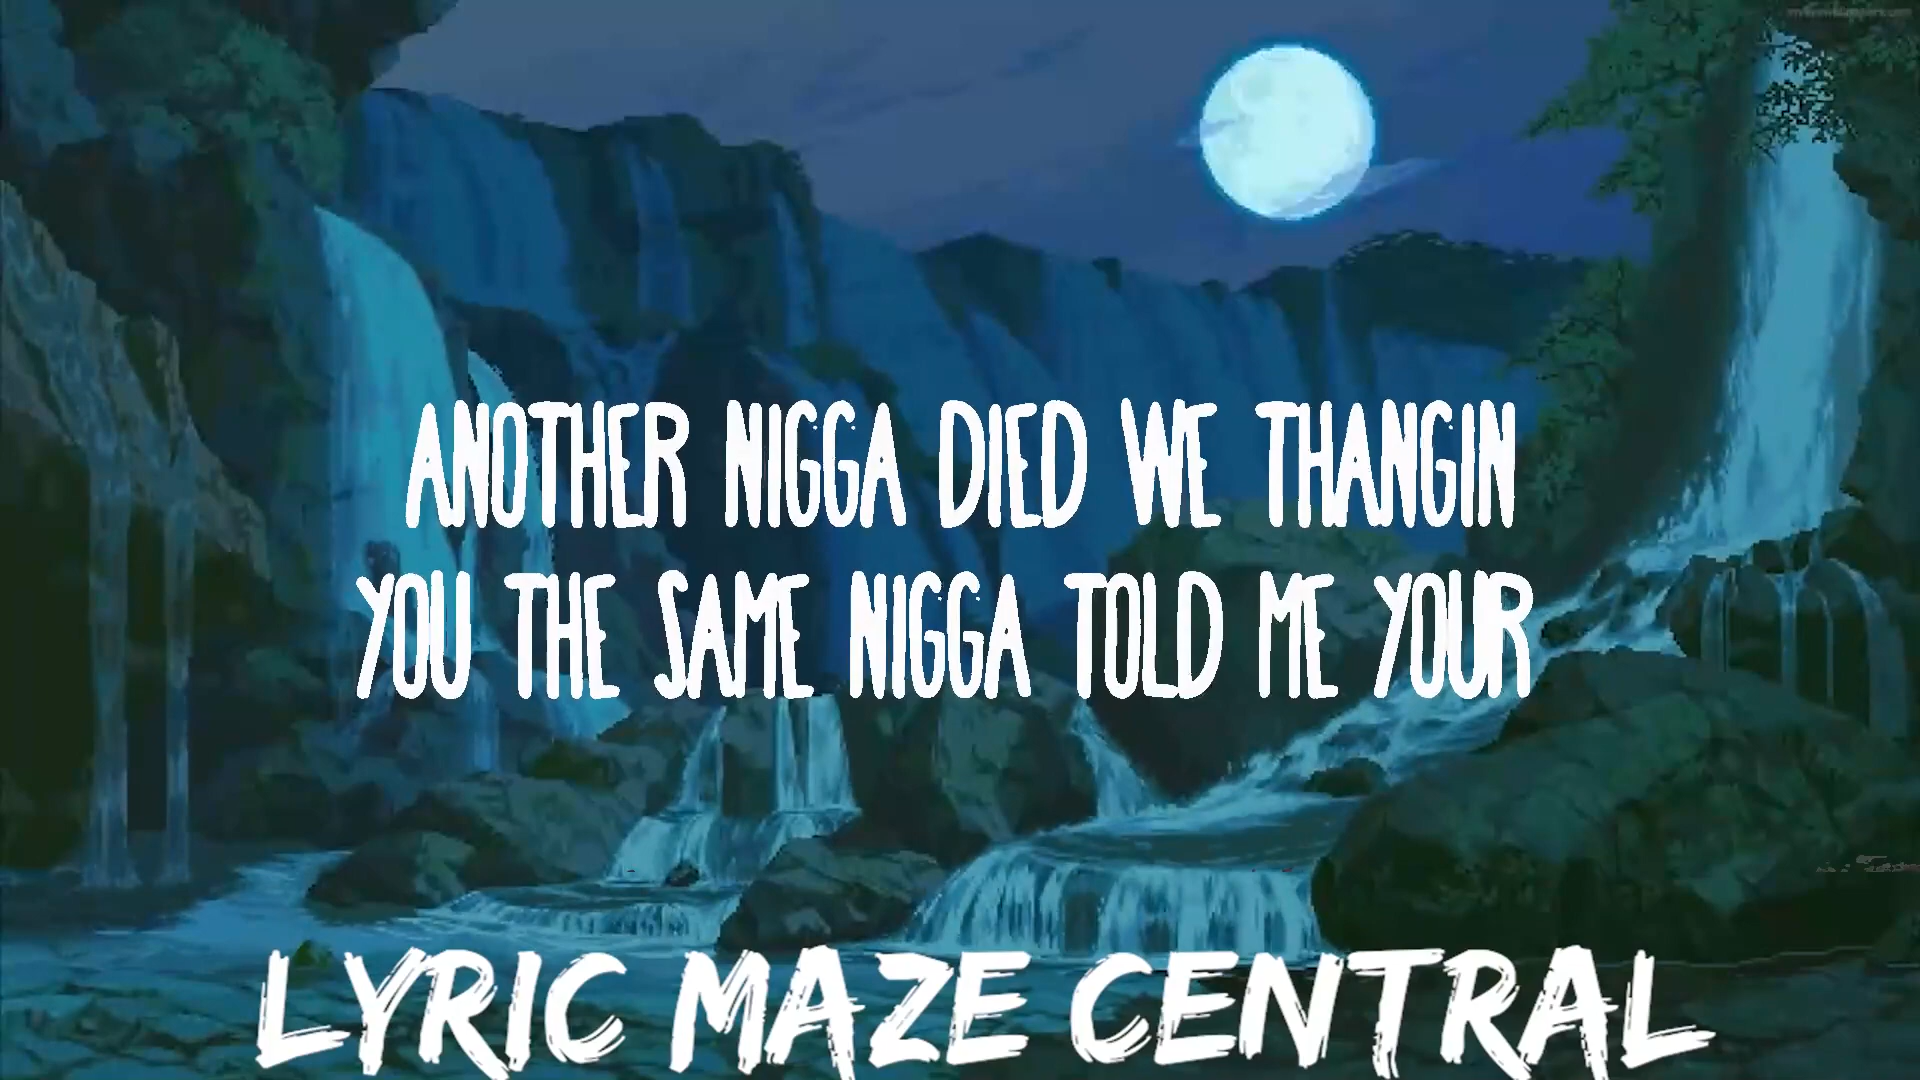 ANOTHER NIGGA DIED WE THANGIN
YOU THE SAME NIGGA TOLD ME YOUR
LYRIC MAZE CENTRAL